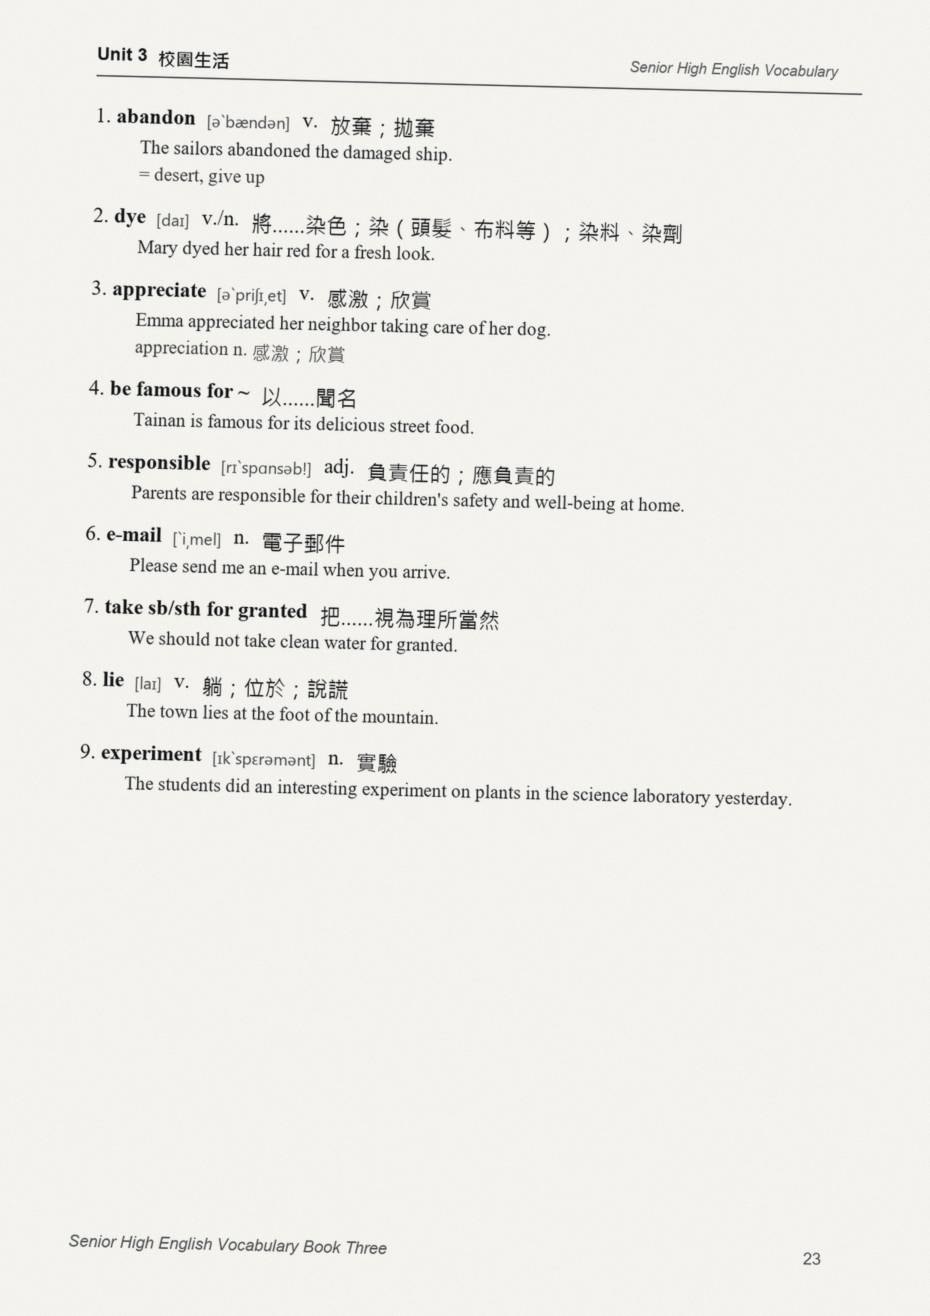 Unit 3 校園生活
Senior High English Vocabulary
1. abandon [əˋbændən] v. 放棄；拋棄
The sailors abandoned the damaged ship.
= desert, give up
2. dye [daɪ] v./n. 將......染色；染（頭髮、布料等）；染料、染劑
Mary dyed her hair red for a fresh look.
3. appreciate [əˋpriʃɪˌet] v. 感激；欣賞
Emma appreciated her neighbor taking care of her dog.
appreciation n. 感激；欣賞
4. be famous for ~ 以......聞名
Tainan is famous for its delicious street food.
5. responsible [rɪˋspɑnsəb!] adj. 負責任的；應負責的
Parents are responsible for their children's safety and well-being at home.
6. e-mail [ˋiˌmel] n. 電子郵件
Please send me an e-mail when you arrive.
7. take sb/sth for granted 把......視為理所當然
We should not take clean water for granted.
8. lie [laɪ] v. 躺；位於；說謊
The town lies at the foot of the mountain.
9. experiment [ɪkˋspɛrəmənt] n. 實驗
The students did an interesting experiment on plants in the science laboratory yesterday.
Senior High English Vocabulary Book Three
23